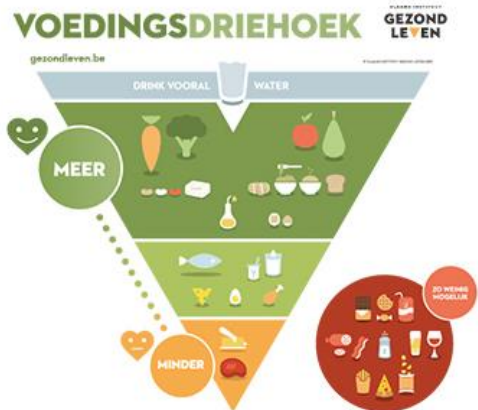 VOEDINGSDRIEHOEK
VLAAMS INSTITUUT
GEZOND
LEVEN
gezondleven.be
DRINK VOORAL WATER
MEER
ZO WEINIG
MOGELIJK
MINDER